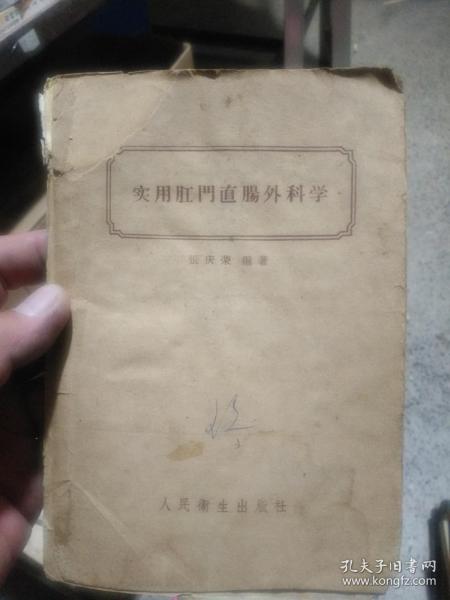 实用肛門直腸外科学
張庆荣 編著
人民衛生出版社
孔夫子旧书网
www.kongfz.com